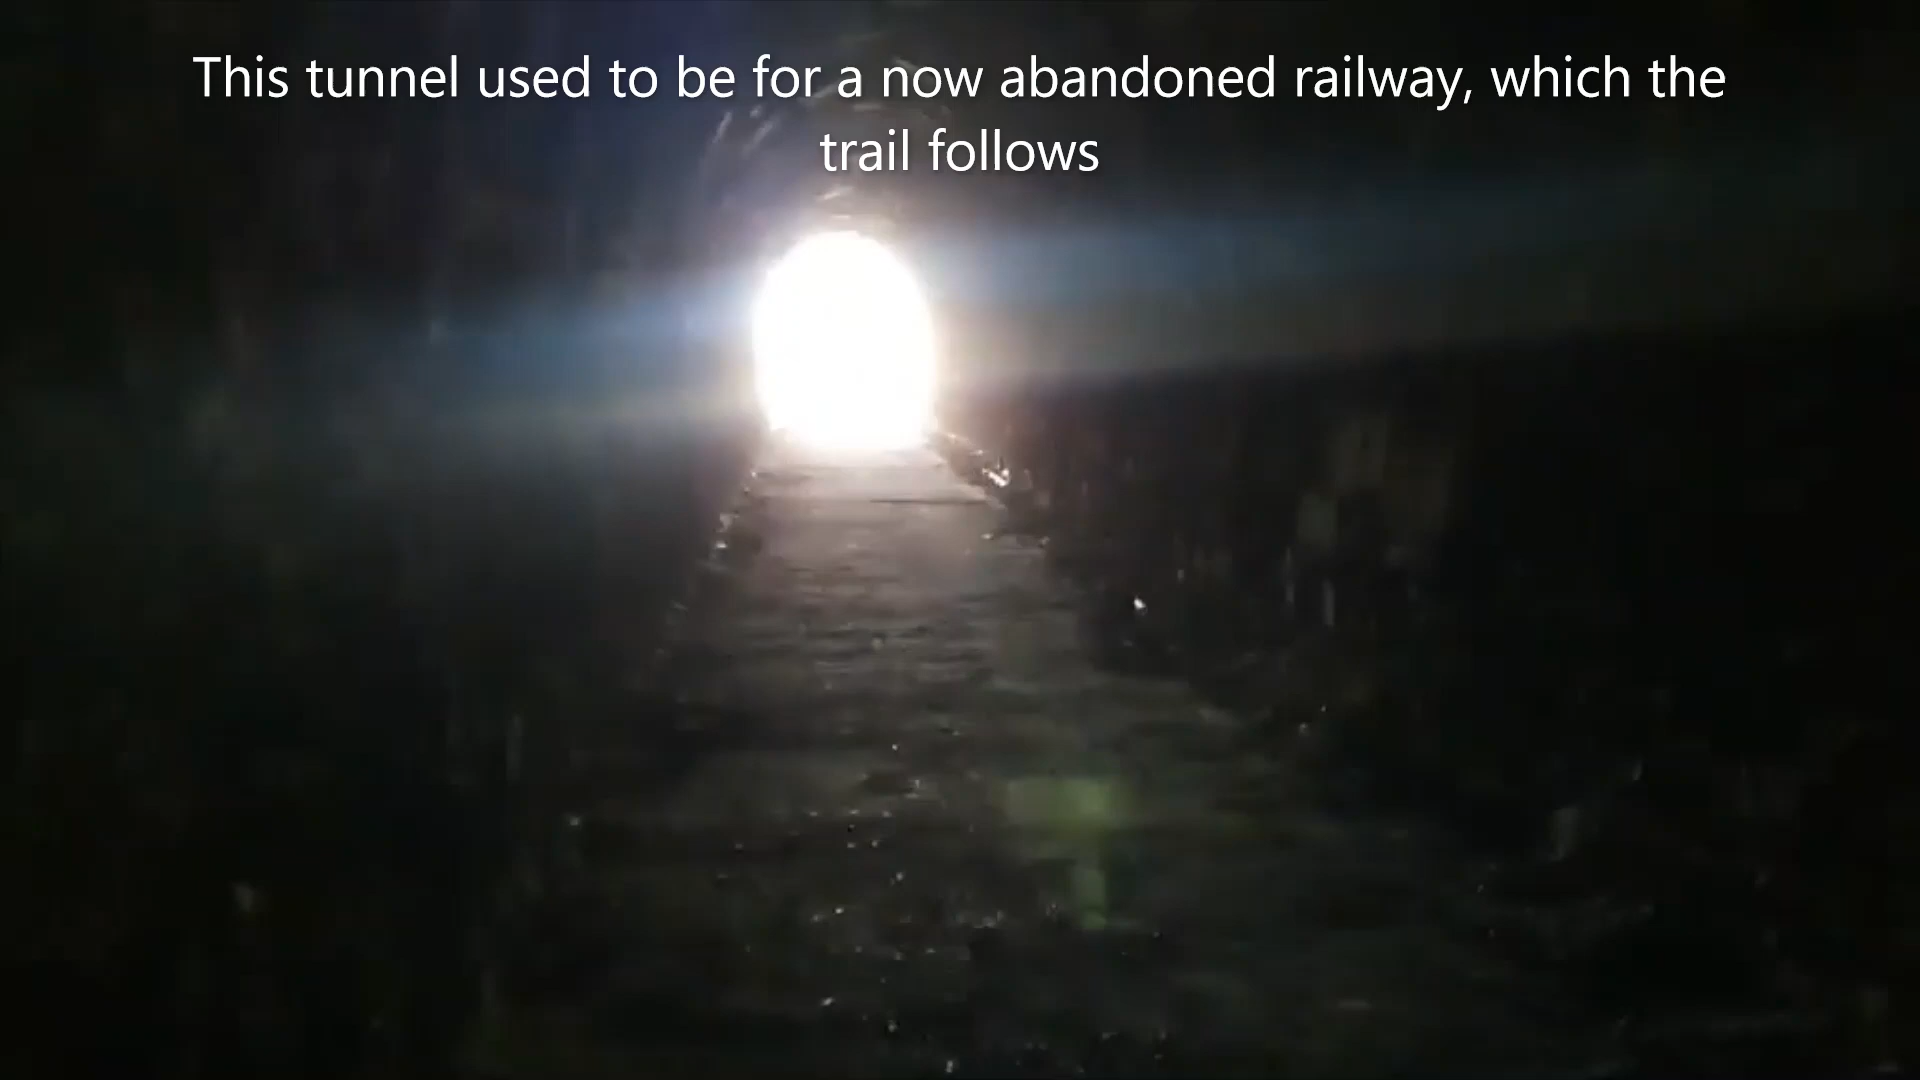 This tunnel used to be for a now abandoned railway, which the
trail follows